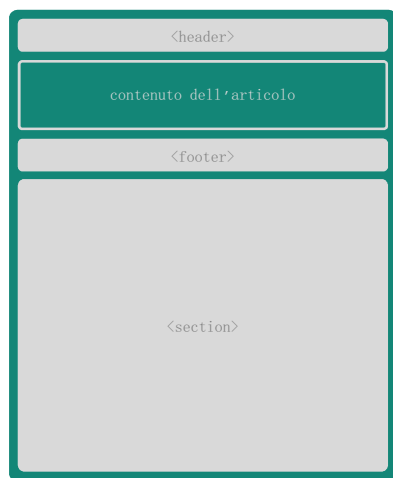 <header>
contenuto dell'articolo
<footer>
<section>